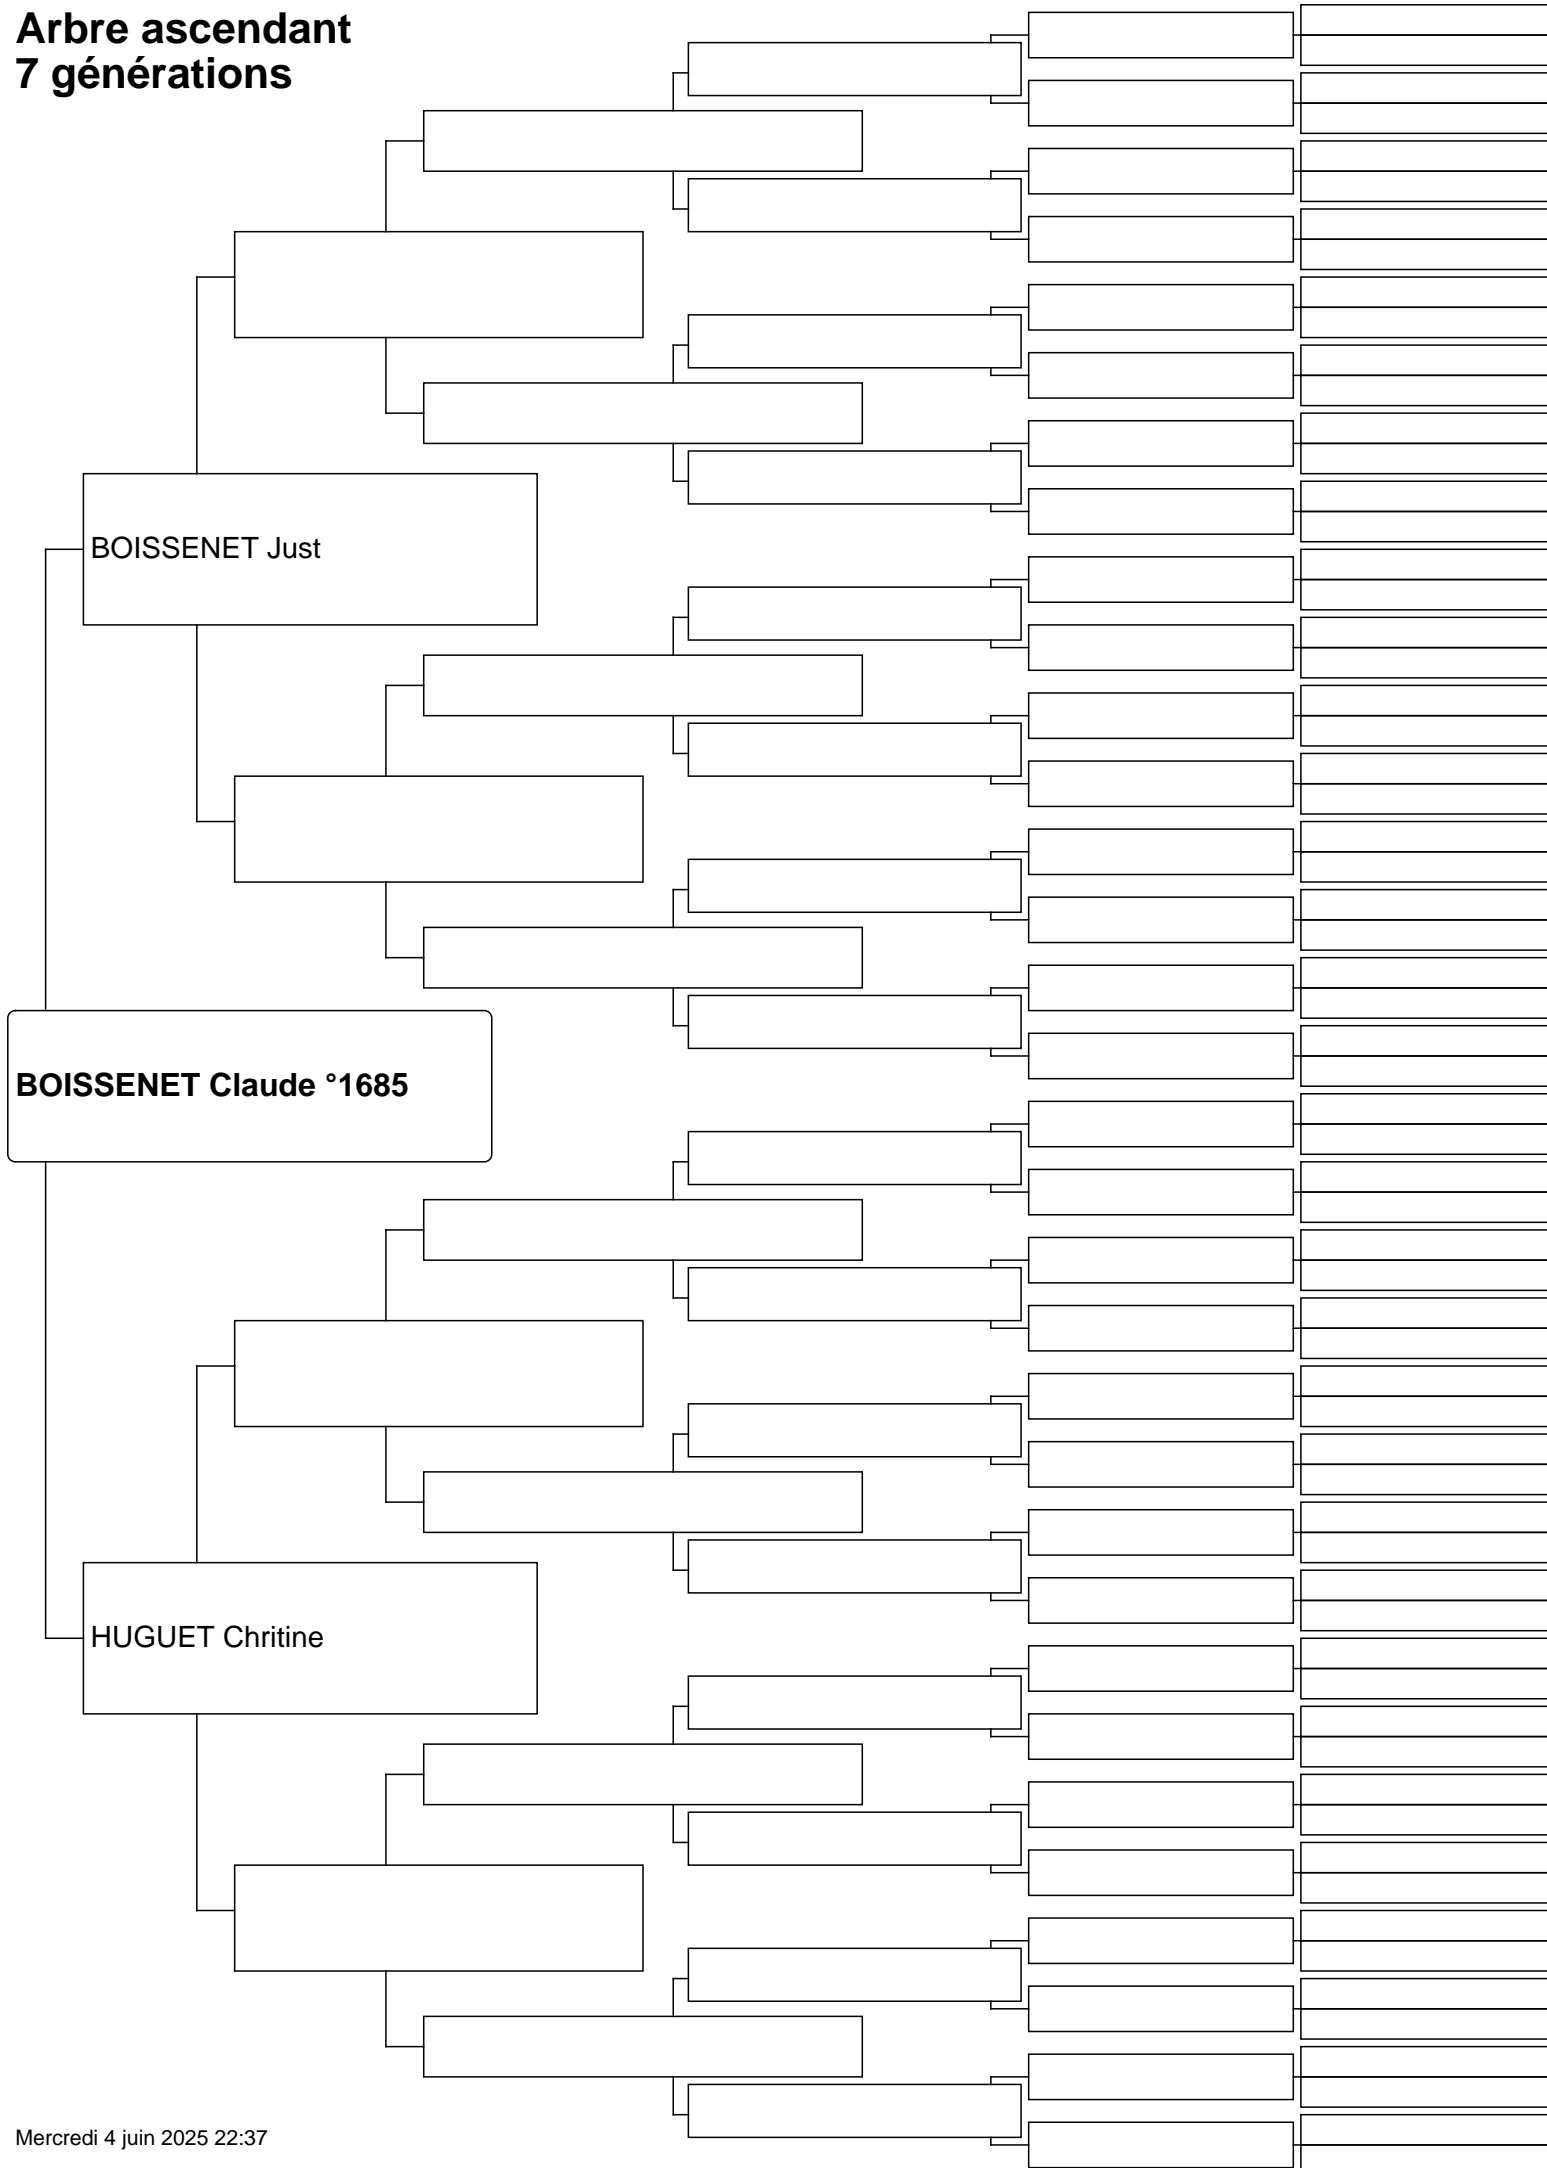 Arbre ascendant
7 générations
BOISSENET Just
BOISSENET Claude °1685
HUGUET Chritine
Mercredi 4 juin 2025 22:37